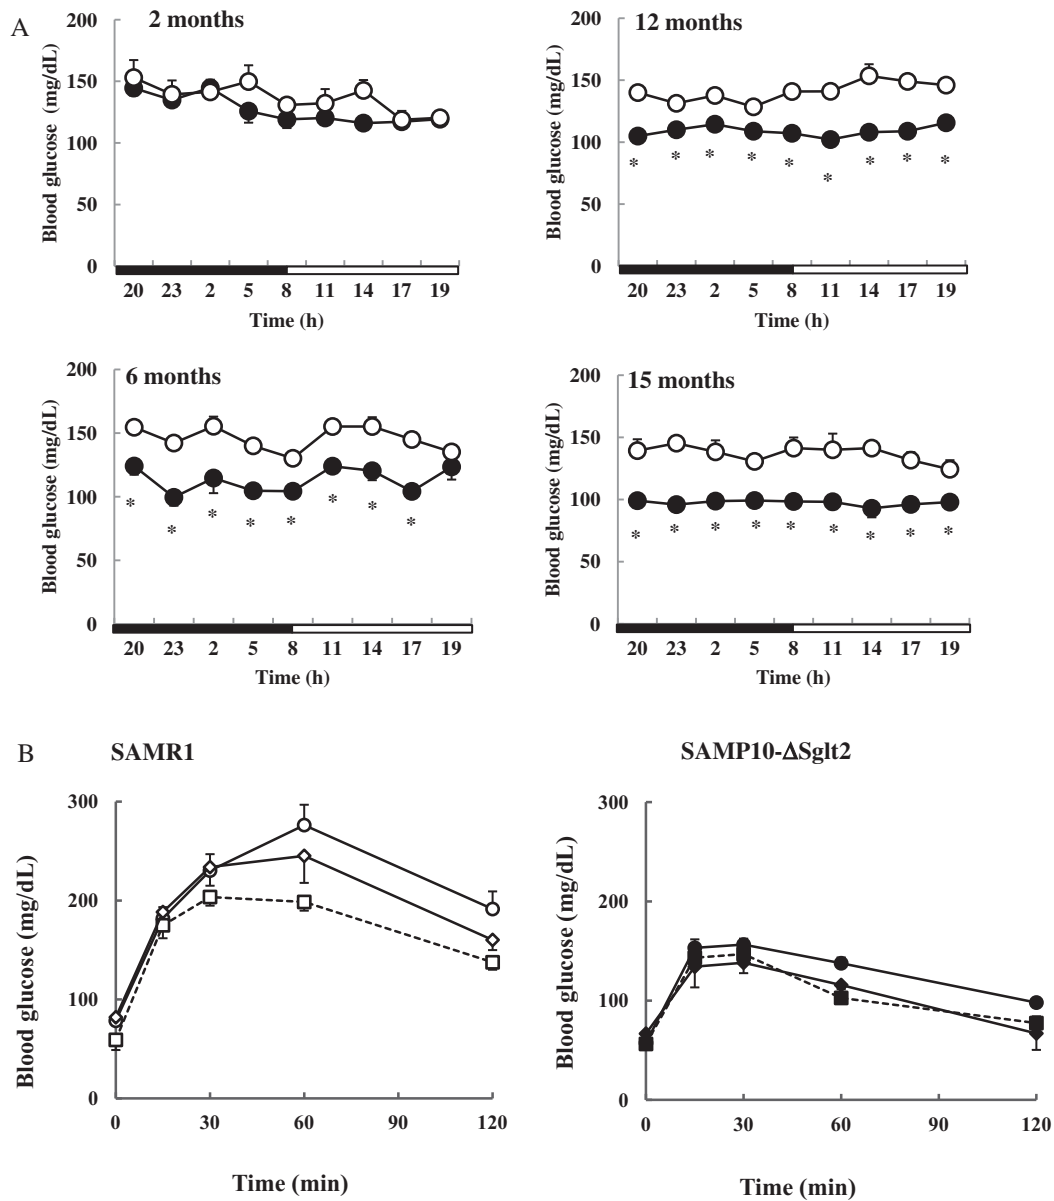 A
2 months
Blood glucose (mg/dL)
200
150
100
50
0
20 23 2 5 8 11 14 17 19
Time (h)
12 months
Blood glucose (mg/dL)
200
150
100
50
0
* * * * * * * * *
20 23 2 5 8 11 14 17 19
Time (h)
6 months
Blood glucose (mg/dL)
200
150
100
50
0
* * * * * * * *
20 23 2 5 8 11 14 17 19
Time (h)
15 months
Blood glucose (mg/dL)
200
150
100
50
0
* * * * * * * * *
20 23 2 5 8 11 14 17 19
Time (h)
B
SAMR1
Blood glucose (mg/dL)
300
200
100
0
0 30 60 90 120
Time (min)
SAMP10-ΔSglt2
Blood glucose (mg/dL)
300
200
100
0
0 30 60 90 120
Time (min)